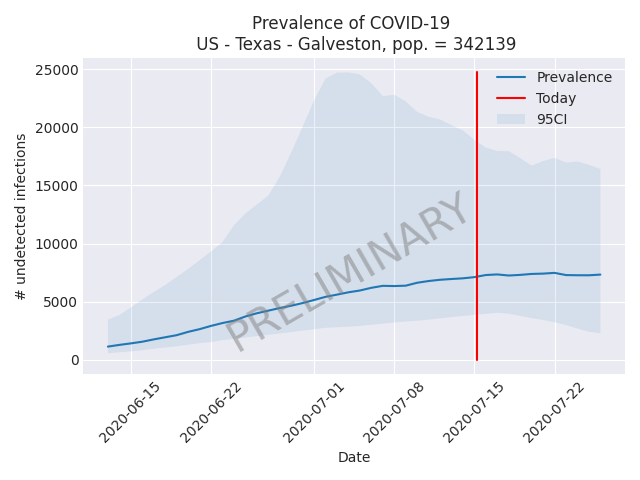 Prevalence of COVID-19
US - Texas - Galveston, pop. = 342139
25000
20000
15000
10000
5000
0
# undetected infections
Prevalence
Today
95CI
PRELIMINARY
2020-06-15
2020-06-22
2020-07-01
2020-07-08
2020-07-15
2020-07-22
Date